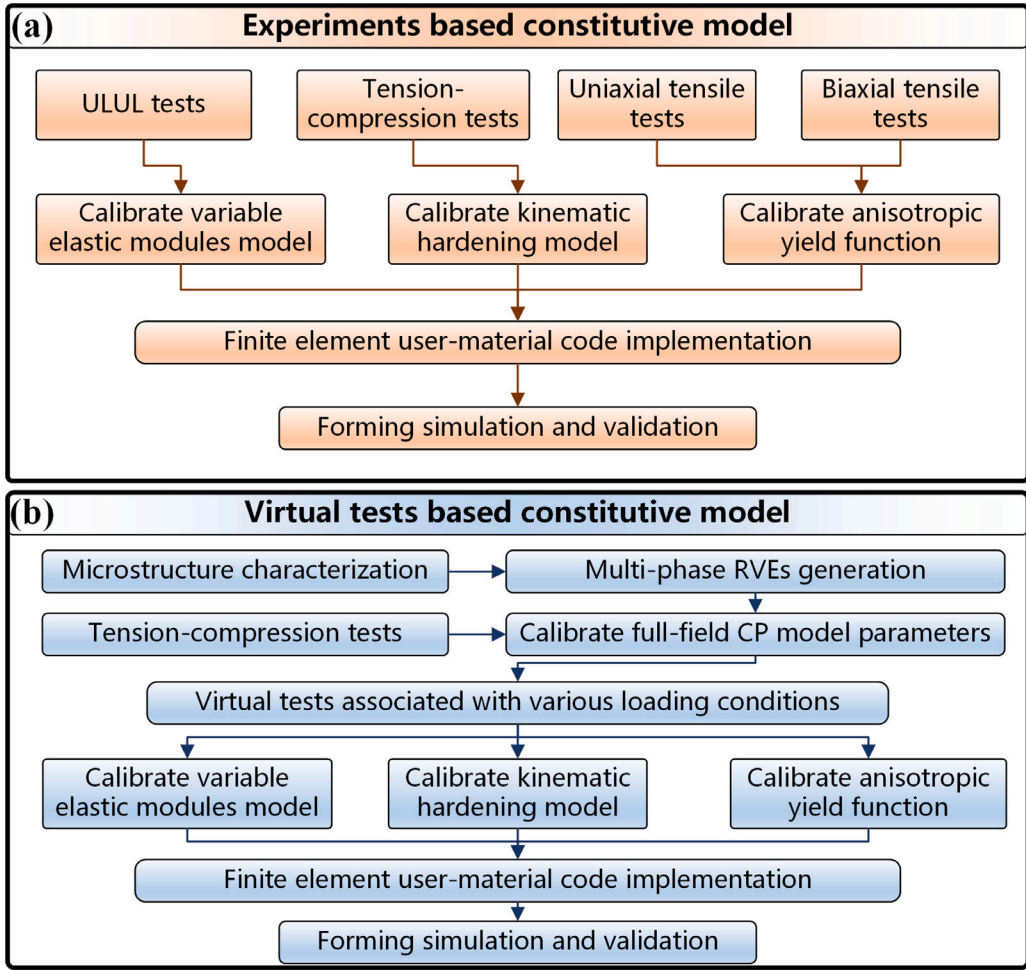 (a)
Experiments based constitutive model
ULUL tests
Tension-
compression tests
Uniaxial tensile
tests
Biaxial tensile
tests
Calibrate variable
elastic modules model
Calibrate kinematic
hardening model
Calibrate anisotropic
yield function
Finite element user-material code implementation
Forming simulation and validation
(b)
Virtual tests based constitutive model
Microstructure characterization
Multi-phase RVEs generation
Tension-compression tests
Calibrate full-field CP model parameters
Virtual tests associated with various loading conditions
Calibrate variable
elastic modules model
Calibrate kinematic
hardening model
Calibrate anisotropic
yield function
Finite element user-material code implementation
Forming simulation and validation